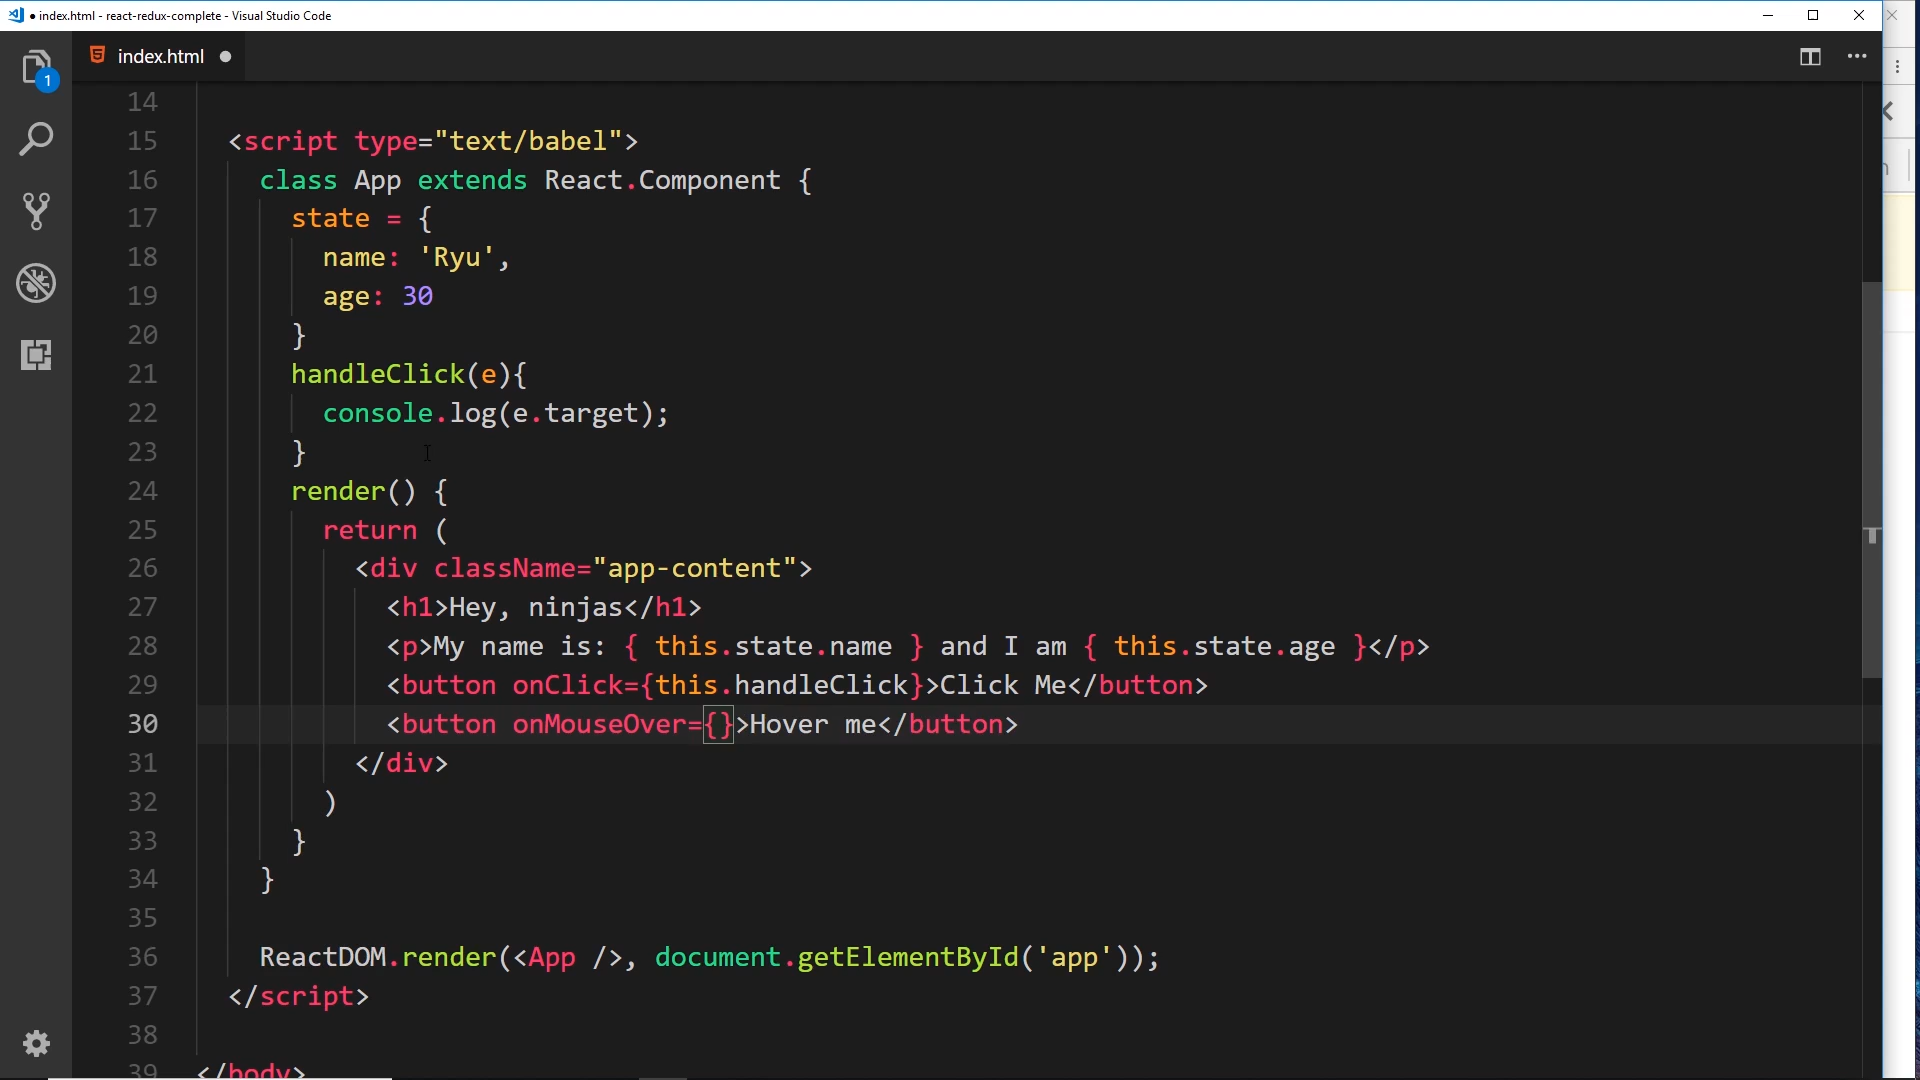 ● index.html - react-redux-complete - Visual Studio Code
index.html ●
1
14
15 <script type="text/babel">
16 class App extends React.Component {
17 state = {
18 name: 'Ryu',
19 age: 30
20 }
21 handleClick(e){
22 console.log(e.target);
23 }
24 render() {
25 return (
26 <div className="app-content">
27 <h1>Hey, ninjas</h1>
28 <p>My name is: { this.state.name } and I am { this.state.age }</p>
29 <button onClick={this.handleClick}>Click Me</button>
30 <button onMouseOver={}>Hover me</button>
31 </div>
32 )
33 }
34 }
35
36 ReactDOM.render(<App />, document.getElementById('app'));
37 </script>
38
39 </body>